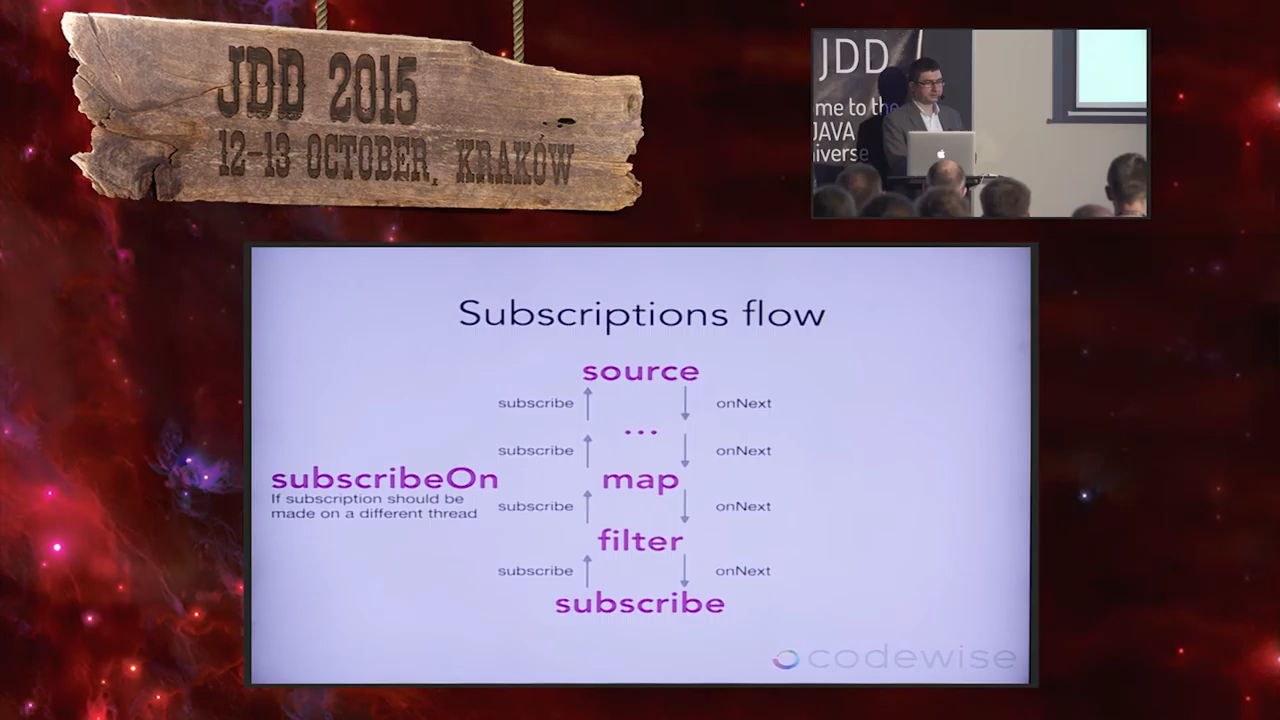 JDD 2015
12-13 OCTOBER, KRAKÓW
JDD
me to the
JAVA
iverse
Subscriptions flow
source
subscribe onNext
...
subscribe onNext
subscribeOn map
If subscription should be
made on a different thread
subscribe onNext
filter
subscribe onNext
subscribe
codewise